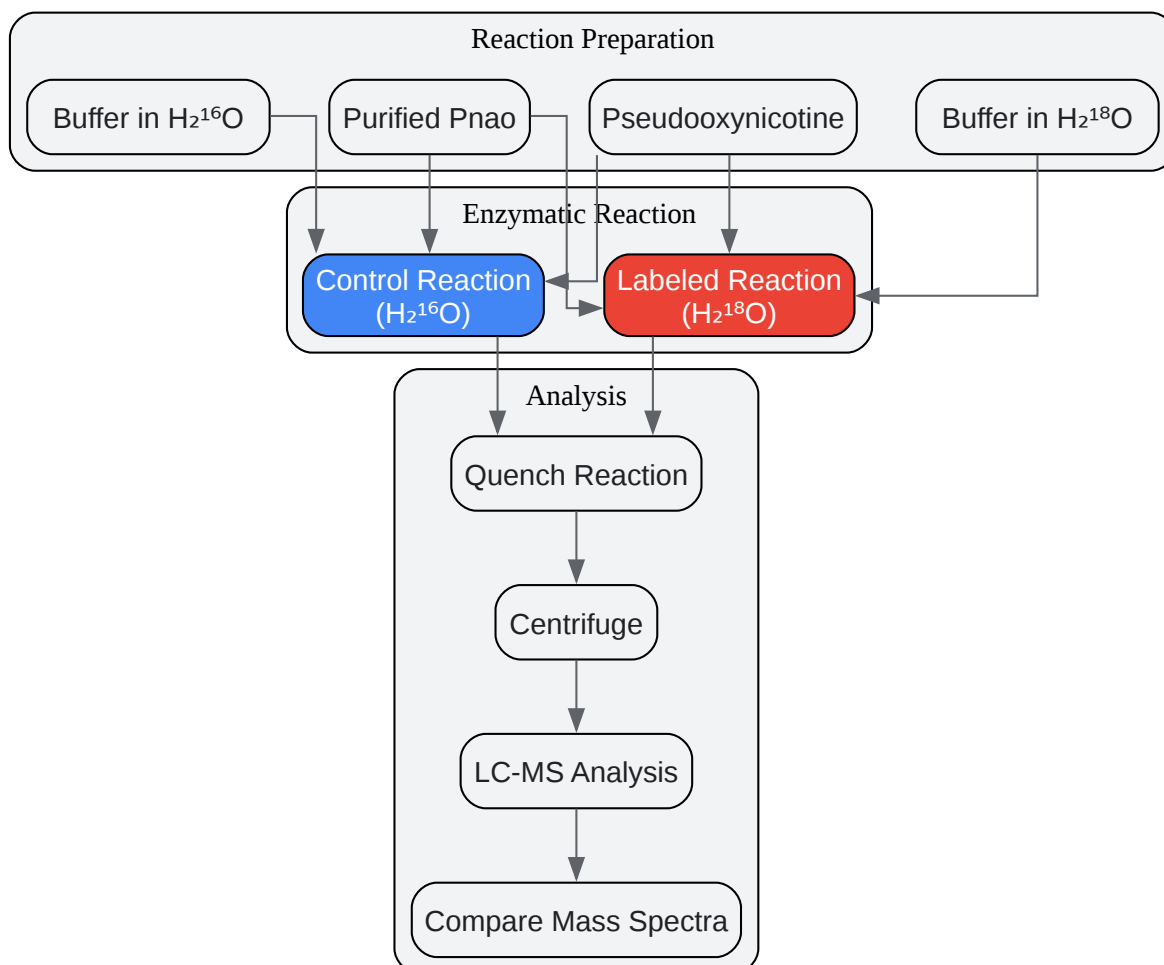 Reaction Preparation
Buffer in H₂¹⁶O
Purified Pnao
Pseudooxynicotine
Buffer in H₂¹⁸O
Enzymatic Reaction
Control Reaction
(H₂¹⁶O)
Labeled Reaction
(H₂¹⁸O)
Analysis
Quench Reaction
Centrifuge
LC-MS Analysis
Compare Mass Spectra